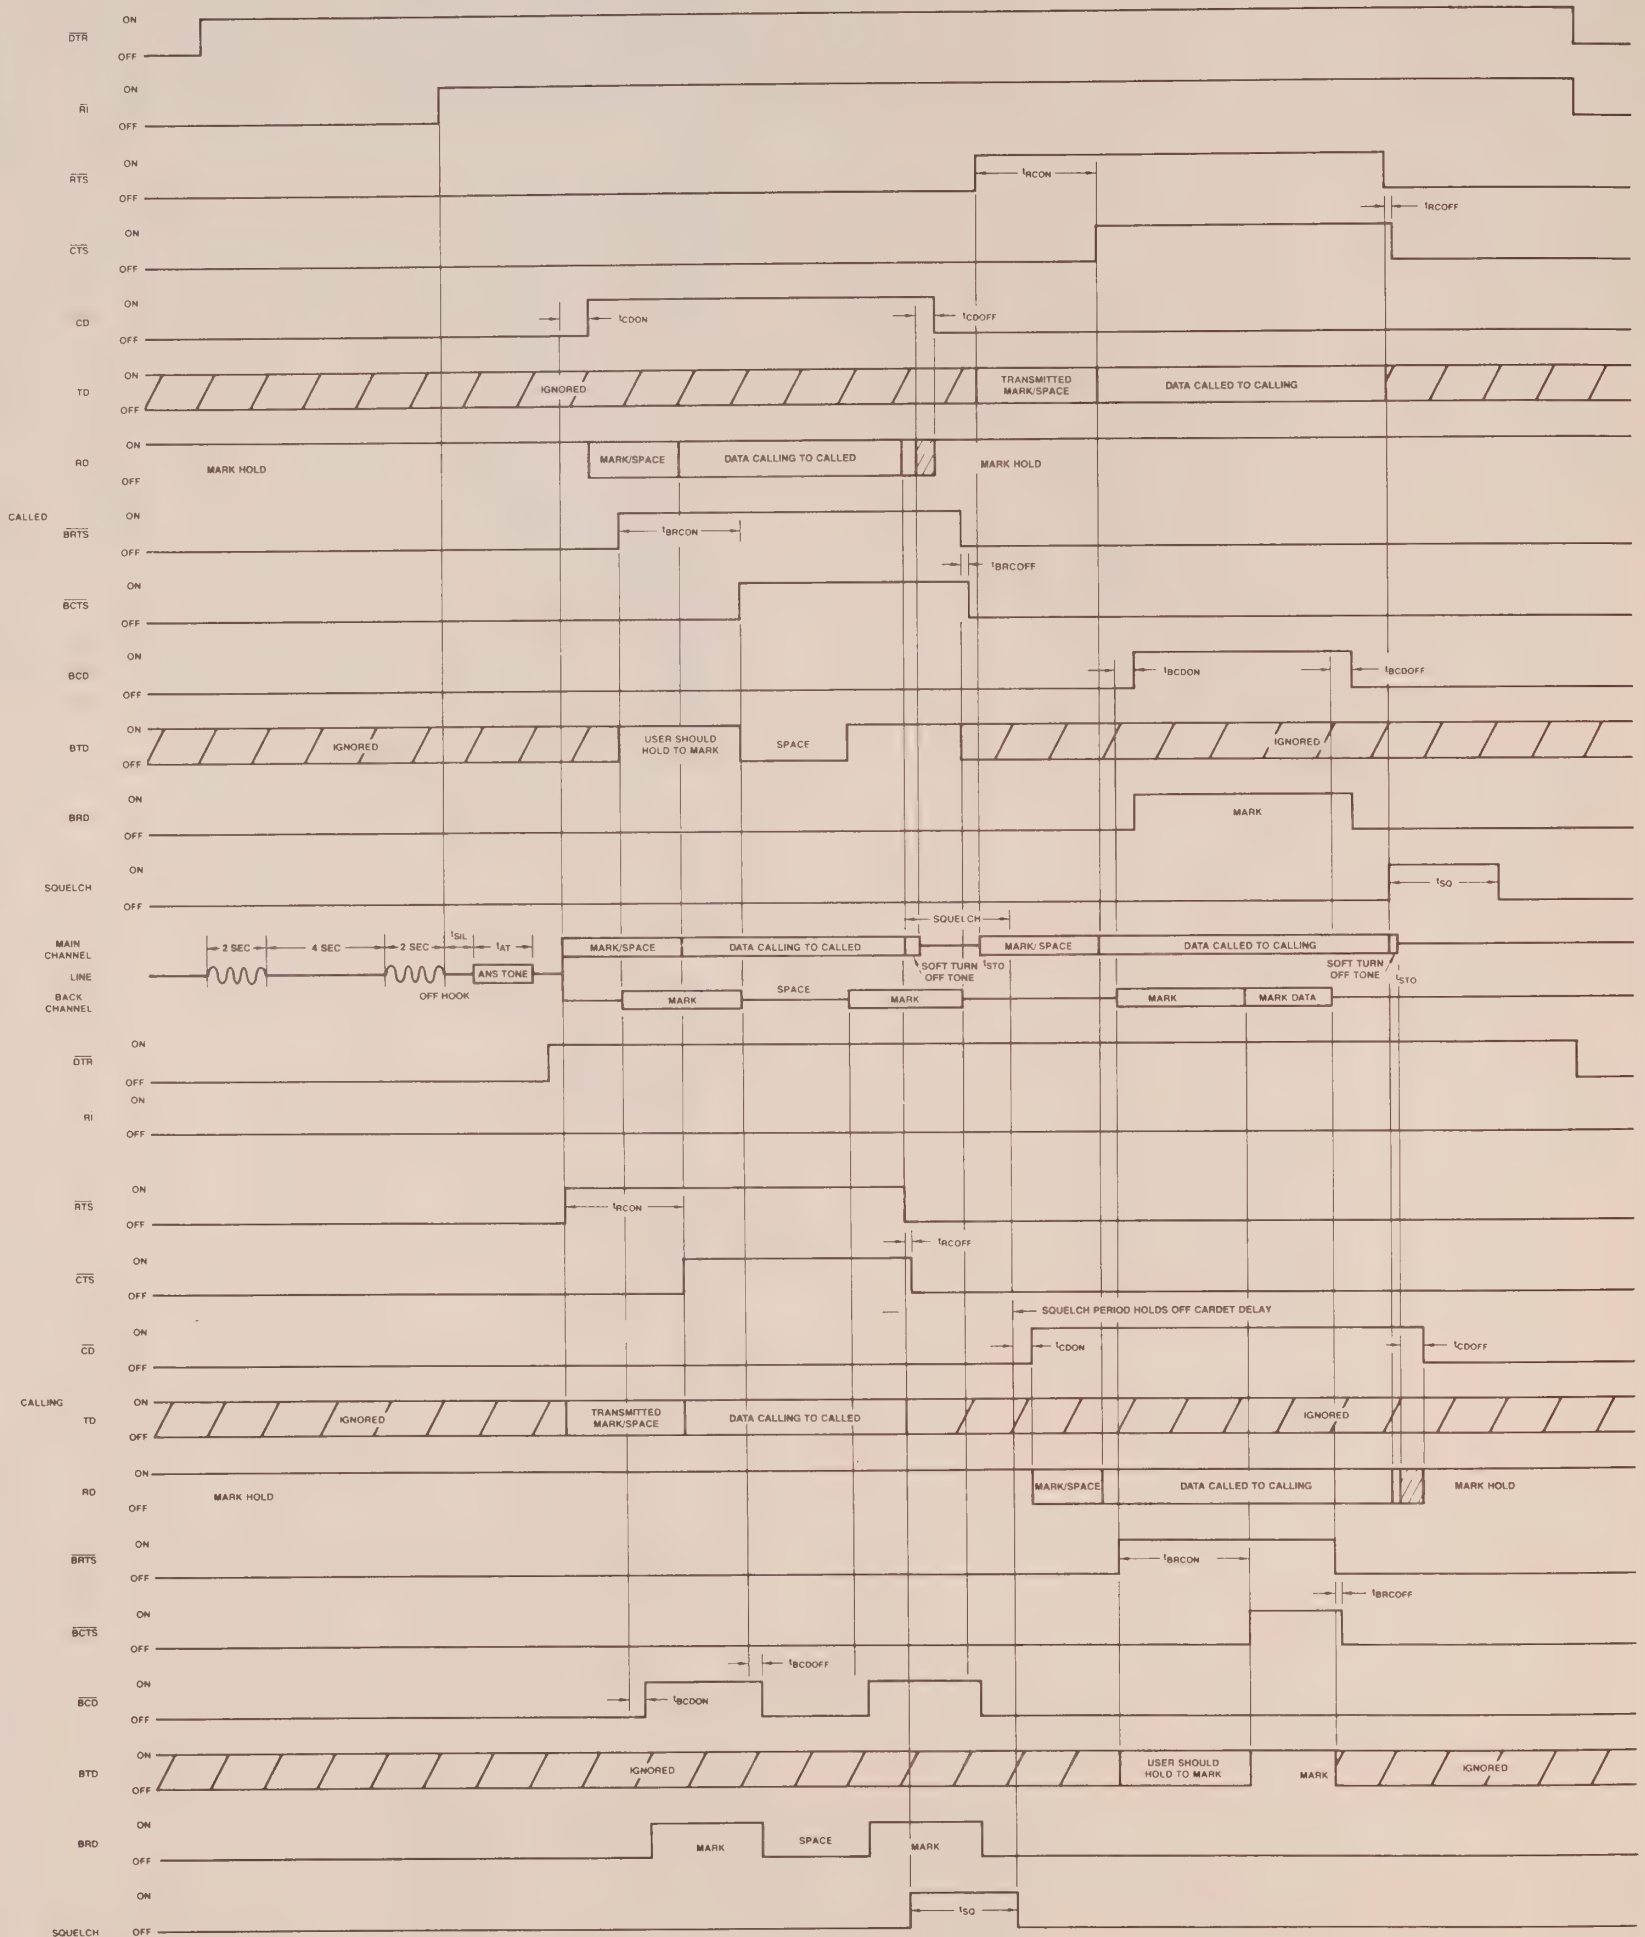 ON
DTR
OFF
ON
RI
OFF
ON
RTS
OFF
tRCON
tRCOFF
ON
CTS
OFF
ON
CD
OFF
tCDON
tCDOFF
ON
TD
OFF
IGNORED
TRANSMITTED
MARK/SPACE
DATA CALLED TO CALLING
ON
RD
OFF
MARK HOLD
MARK/SPACE
DATA CALLING TO CALLED
MARK HOLD
CALLED
ON
BRTS
OFF
tBRCON
tBRCOFF
ON
BCTS
OFF
ON
BCD
OFF
tBCDON
tBCDOFF
ON
BTD
OFF
IGNORED
USER SHOULD
HOLD TO MARK
SPACE
IGNORED
ON
BRD
OFF
MARK
ON
SQUELCH
OFF
tSQ
SQUELCH
MAIN
CHANNEL
LINE
BACK
CHANNEL
2 SEC
4 SEC
2 SEC
tSIL
tAT
ANS TONE
OFF HOOK
MARK/SPACE
DATA CALLING TO CALLED
MARK/SPACE
DATA CALLED TO CALLING
SOFT TURN
OFF TONE
tSTO
SOFT TURN
OFF TONE
tSTO
MARK
SPACE
MARK
MARK
MARK DATA
ON
DTR
OFF
ON
RI
OFF
ON
RTS
OFF
tRCON
tRCOFF
ON
CTS
OFF
SQUELCH PERIOD HOLDS OFF CARDET DELAY
ON
CD
OFF
tCDON
tCDOFF
CALLING
ON
TD
OFF
IGNORED
TRANSMITTED
MARK/SPACE
DATA CALLING TO CALLED
IGNORED
ON
RD
OFF
MARK HOLD
MARK/SPACE
DATA CALLED TO CALLING
MARK HOLD
ON
BRTS
OFF
tBRCON
tBRCOFF
ON
BCTS
OFF
tBCDOFF
ON
BCD
OFF
tBCDON
ON
BTD
OFF
IGNORED
USER SHOULD
HOLD TO MARK
MARK
IGNORED
ON
BRD
OFF
MARK
SPACE
MARK
ON
SQUELCH
OFF
tSQ